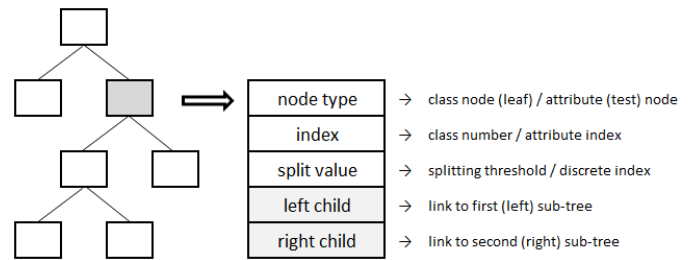 node type → class node (leaf) / attribute (test) node
index → class number / attribute index
split value → splitting threshold / discrete index
left child → link to first (left) sub-tree
right child → link to second (right) sub-tree